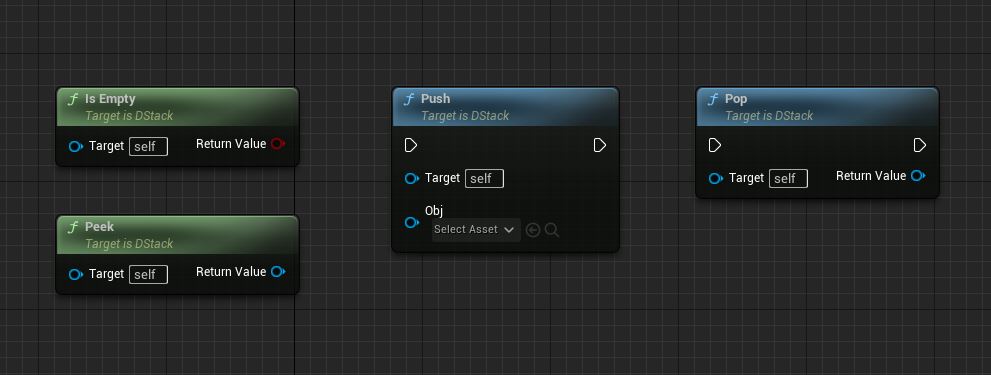 Is Empty
Target is DStack
Target self Return Value
Peek
Target is DStack
Target self Return Value
Push
Target is DStack
Target self
Obj
Select Asset
Pop
Target is DStack
Target self Return Value